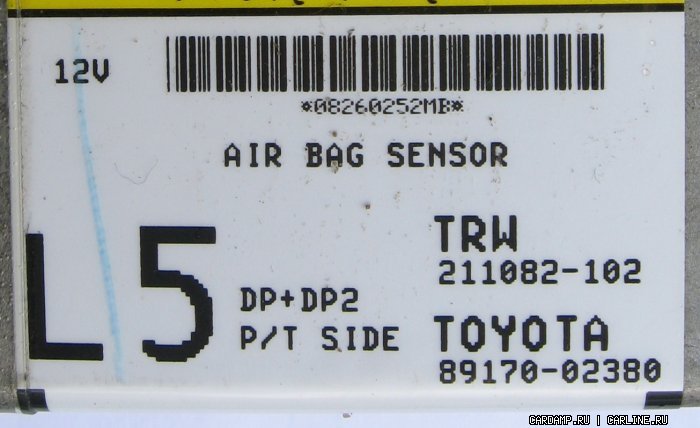 12V
*08260252MB*
AIR BAG SENSOR
L5
DP+DP2
P/T SIDE
TRW
211082-102
TOYOTA
89170-02380
CARDAMP.RU | CARLINE.RU